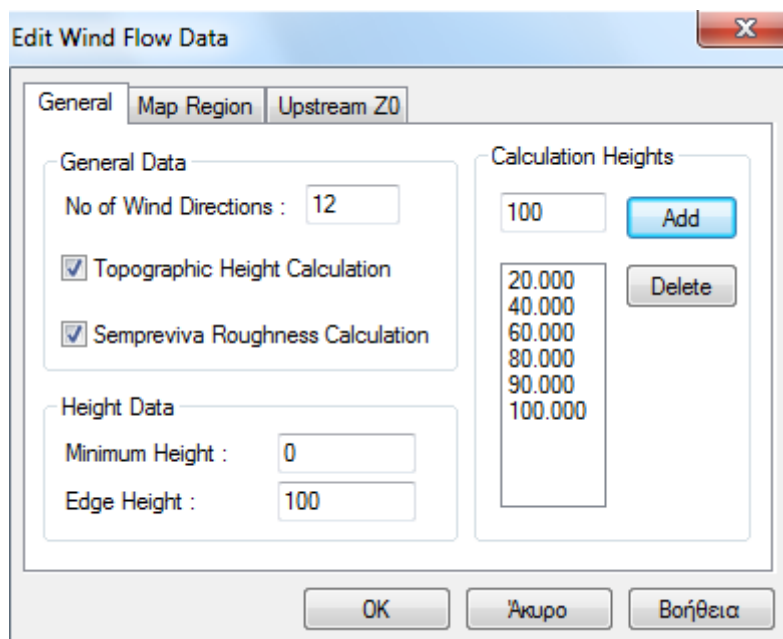 Edit Wind Flow Data
X
General
Map Region
Upstream Z0
General Data
No of Wind Directions : 12
Topographic Height Calculation
Sempreviva Roughness Calculation
Height Data
Minimum Height : 0
Edge Height : 100
Calculation Heights
100
Add
20.000
40.000
60.000
80.000
90.000
100.000
Delete
OK
Άκυρο
Βοήθεια